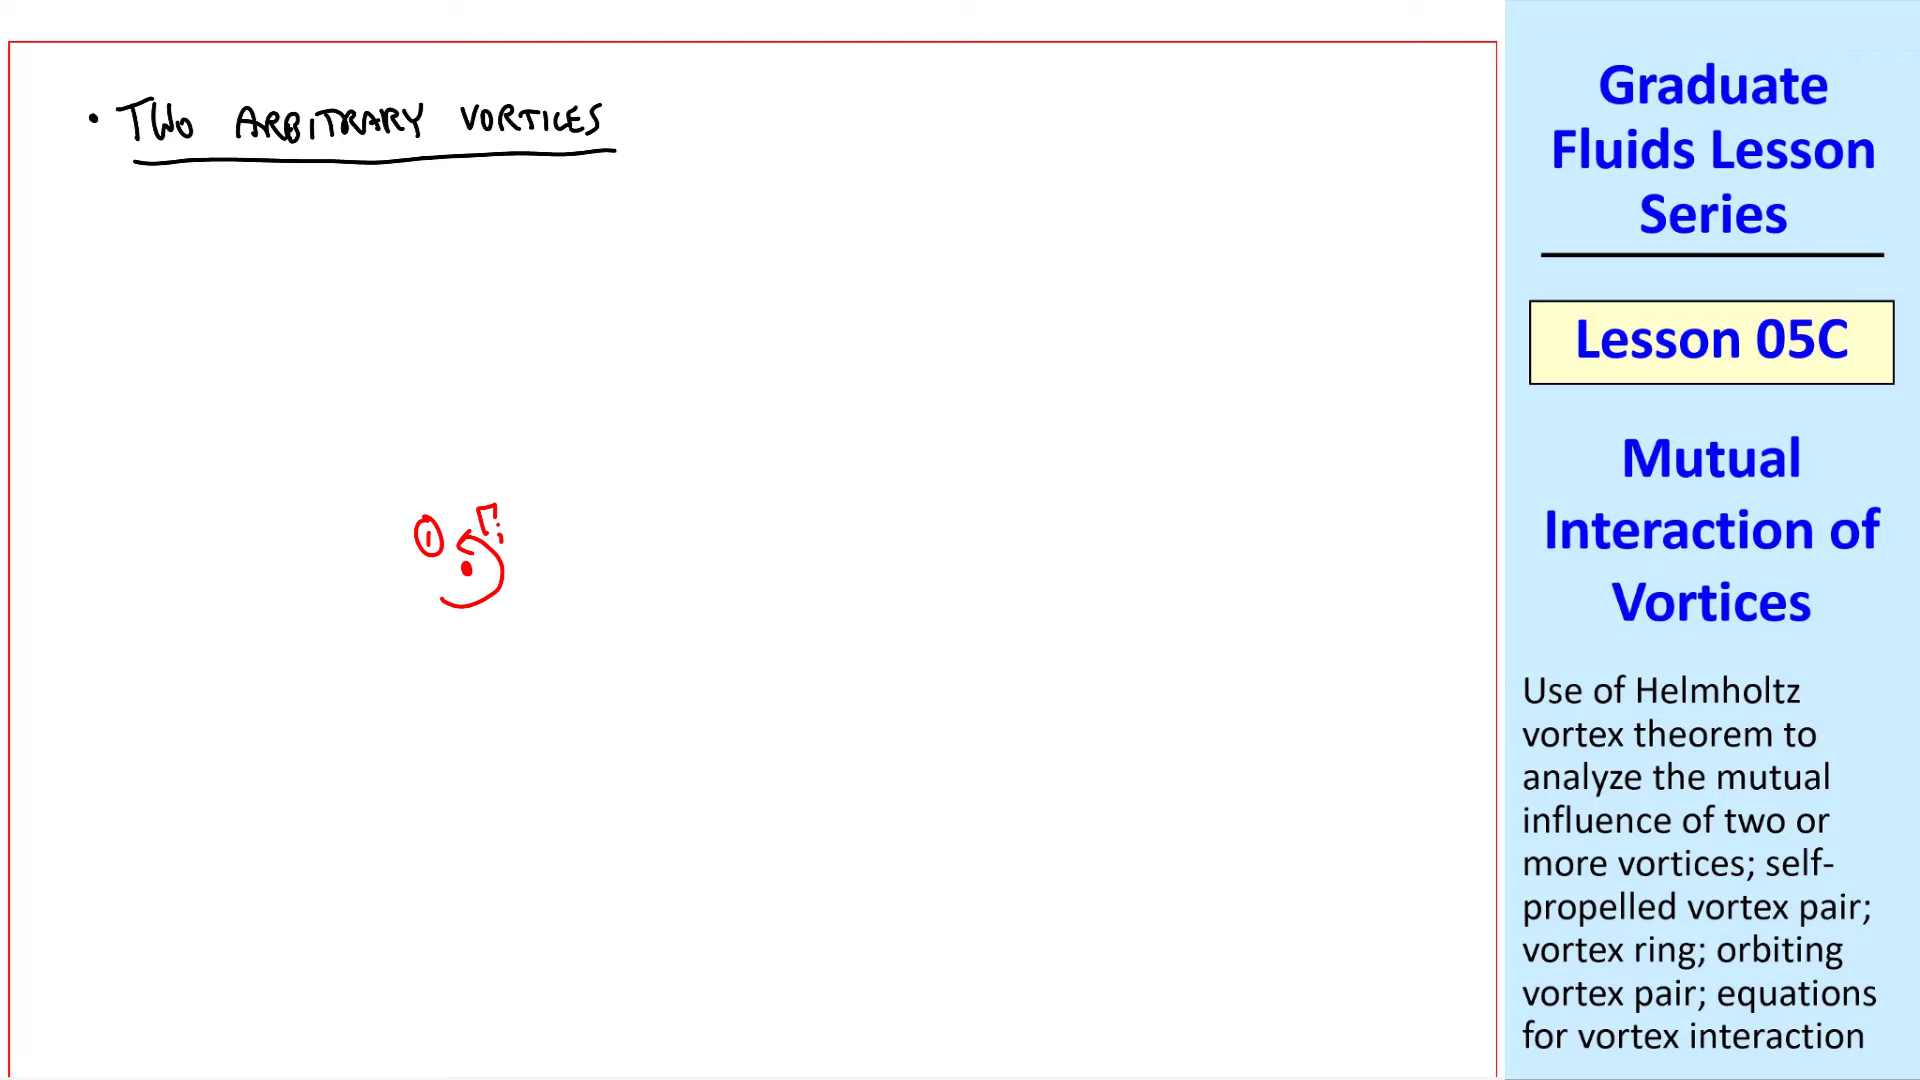 • TWO ARBITRARY VORTICES
① Γ₁
Graduate
Fluids Lesson
Series
Lesson 05C
Mutual
Interaction of
Vortices
Use of Helmholtz
vortex theorem to
analyze the mutual
influence of two or
more vortices; self-
propelled vortex pair;
vortex ring; orbiting
vortex pair; equations
for vortex interaction